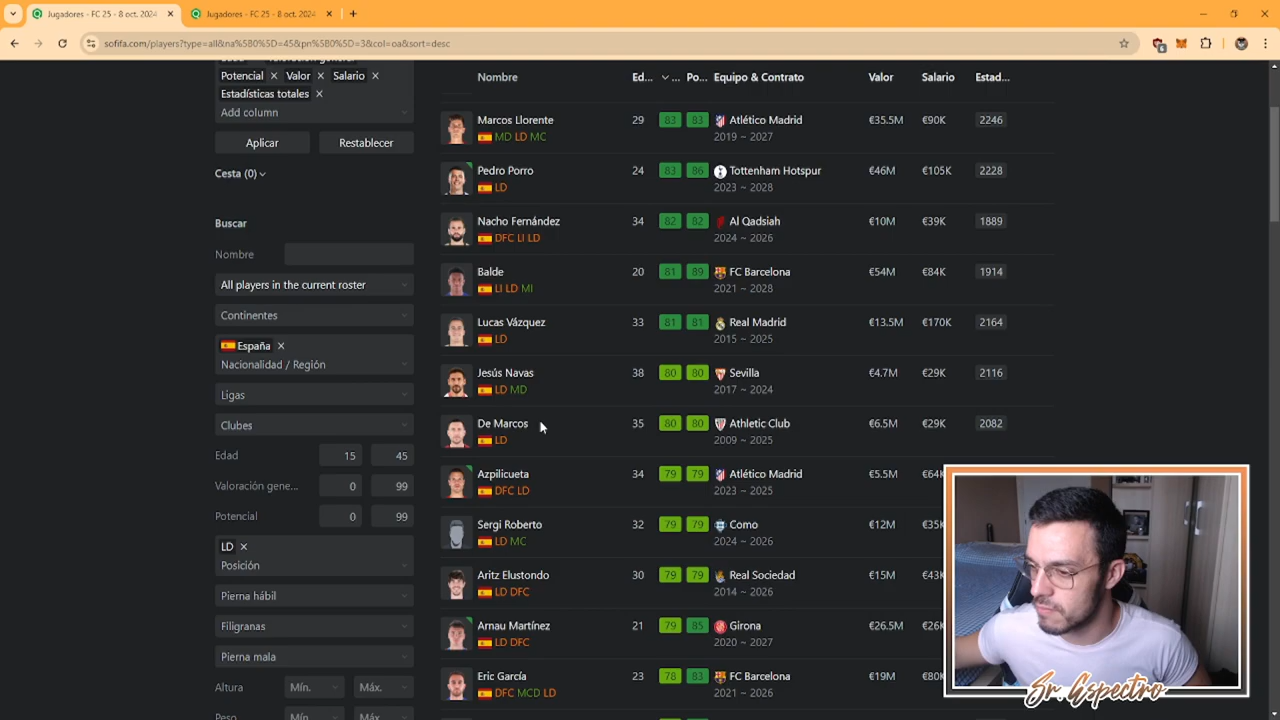 Jugadores - FC 25 - 8 oct. 2024
Jugadores - FC 25 - 8 oct. 2024
sofifa.com/players?type=all&na%5B0%5D=45&pn%5B0%5D=3&col=oa&sort=desc
6
Potencial Valor Salario
Estadísticas totales
Add column
Aplicar Restablecer
Cesta (0)
Buscar
Nombre
All players in the current roster
Continentes
España
Nacionalidad / Región
Ligas
Clubes
Edad 15 45
Valoración gene... 0 99
Potencial 0 99
LD
Posición
Pierna hábil
Filigranas
Pierna mala
Altura Mín. Máx.
Peso Mín. Máx.
Nombre Ed... ... Po... Equipo & Contrato Valor Salario Estad...
Marcos Llorente 29 83 83 Atlético Madrid €35.5M €90K 2246
MD LD MC 2019 ~ 2027
Pedro Porro 24 83 86 Tottenham Hotspur €46M €105K 2228
LD 2023 ~ 2028
Nacho Fernández 34 82 82 Al Qadsiah €10M €39K 1889
DFC LI LD 2024 ~ 2026
Balde 20 81 89 FC Barcelona €54M €84K 1914
LI LD MI 2021 ~ 2028
Lucas Vázquez 33 81 81 Real Madrid €13.5M €170K 2164
LD 2015 ~ 2025
Jesús Navas 38 80 80 Sevilla €4.7M €29K 2116
LD MD 2017 ~ 2024
De Marcos 35 80 80 Athletic Club €6.5M €29K 2082
LD 2009 ~ 2025
Azpilicueta 34 79 79 Atlético Madrid €5.5M €64K
DFC LD 2023 ~ 2025
Sergi Roberto 32 79 79 Como €12M €35K
LD MC 2024 ~ 2026
Aritz Elustondo 30 79 79 Real Sociedad €15M €43K
LD DFC 2014 ~ 2026
Arnau Martínez 21 79 85 Girona €26.5M €26K
LD DFC 2020 ~ 2027
Eric García 23 78 83 FC Barcelona €19M €80K
DFC MCD LD 2021 ~ 2026
Sr. Aspectro